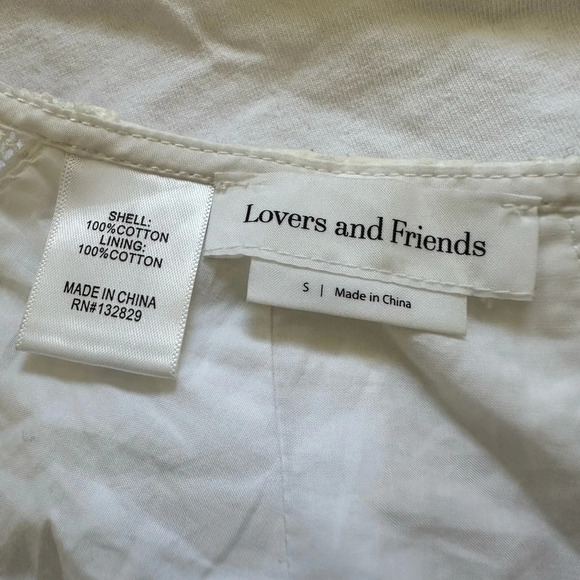 SHELL:
100%COTTON
LINING:
100%COTTON
MADE IN CHINA
RN#132829
Lovers and Friends
S | Made in China